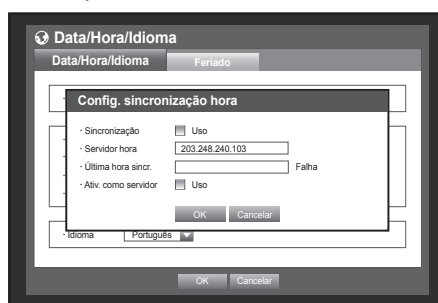 Data/Hora/Idioma
Data/Hora/Idioma Feriado
Config. sincronização hora
· Sincronização Uso
· Servidor hora 203.248.240.103
· Última hora sincr. Falha
· Ativ. como servidor Uso
OK Cancelar
· Idioma Português
OK Cancelar